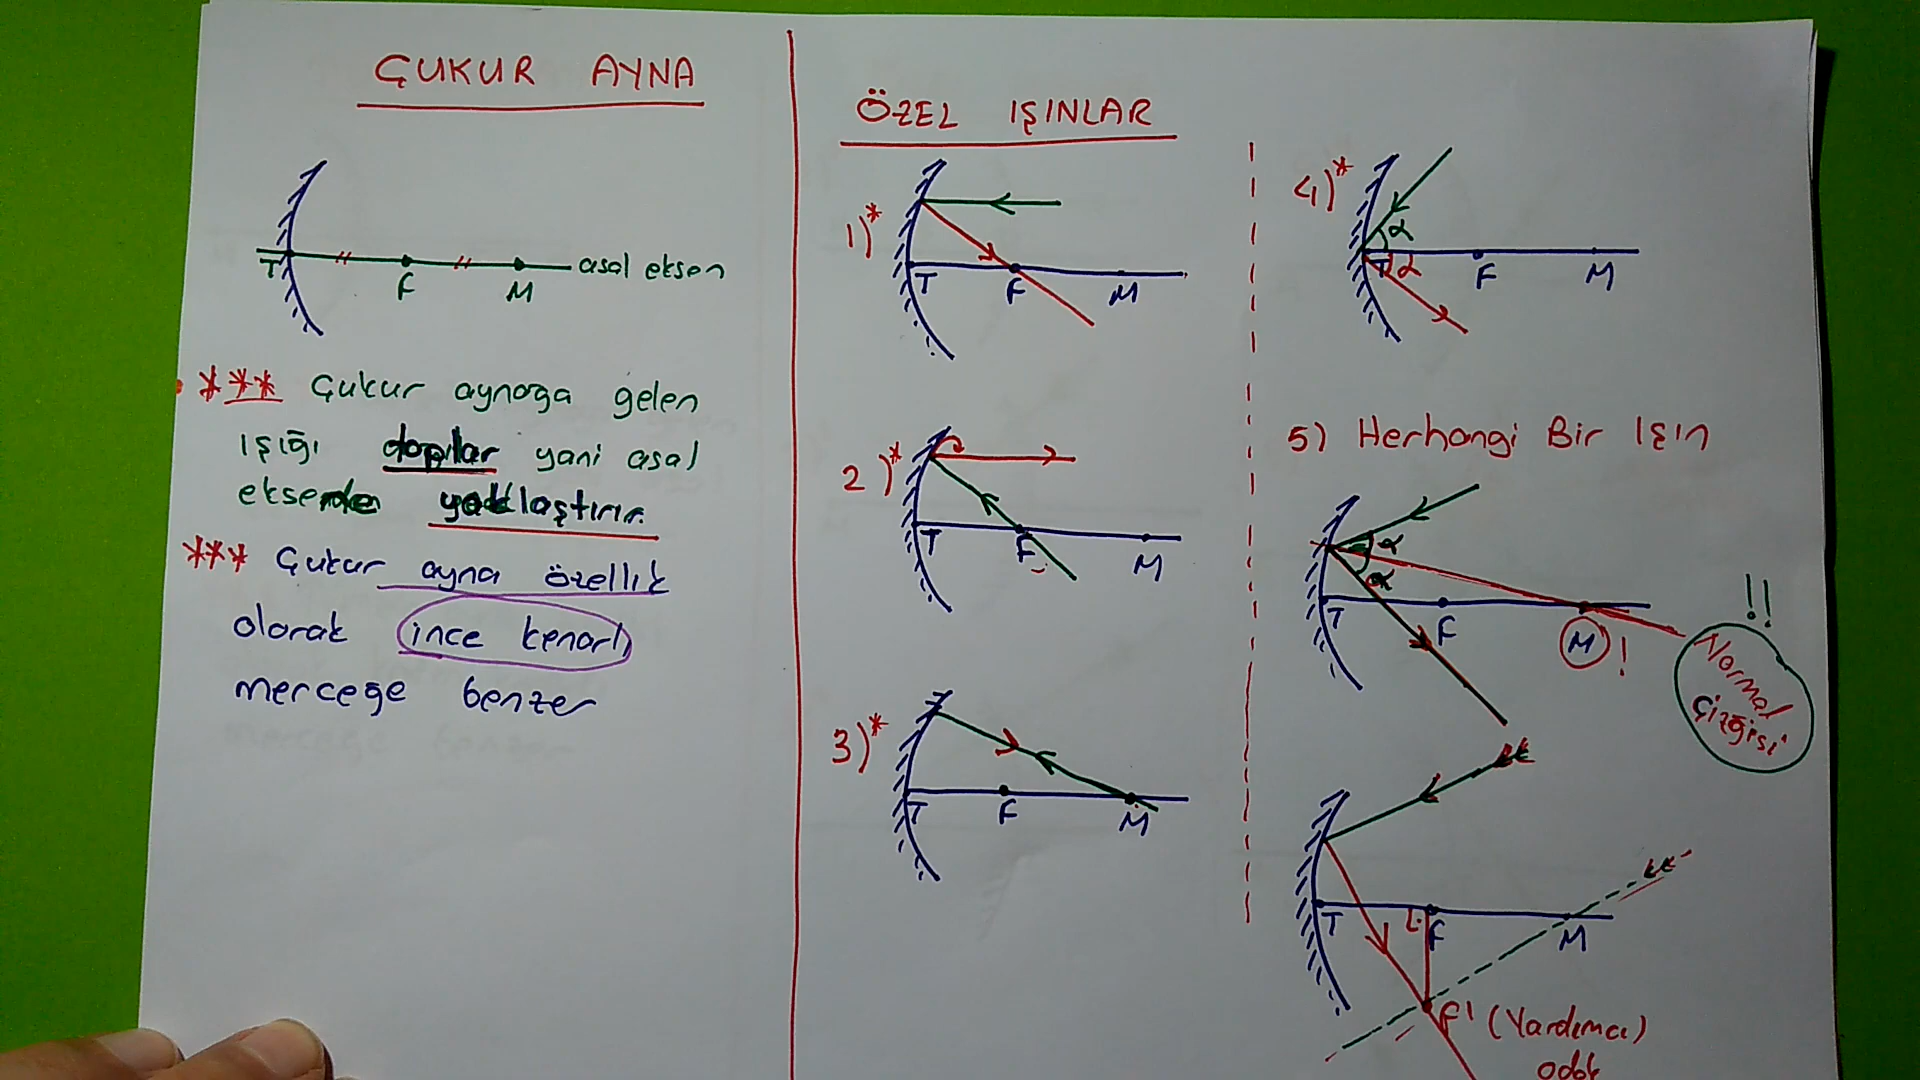 ÇUKUR AYNA
T F M asal eksen
*** Çukur aynaya gelen
ışığı toplar yani asal
eksene yaklaştırır.
*** Çukur ayna özellik
olarak ince kenarlı
merceğe benzer
ÖZEL IŞINLAR
1)*
T F M
2)*
T F M
3)*
T F M
4)*
α
α
T F M
5) Herhangi Bir Işın
α
α
T F M !
!!
Normal
Çizğisi
T F M
F' (Yardımcı)
odak